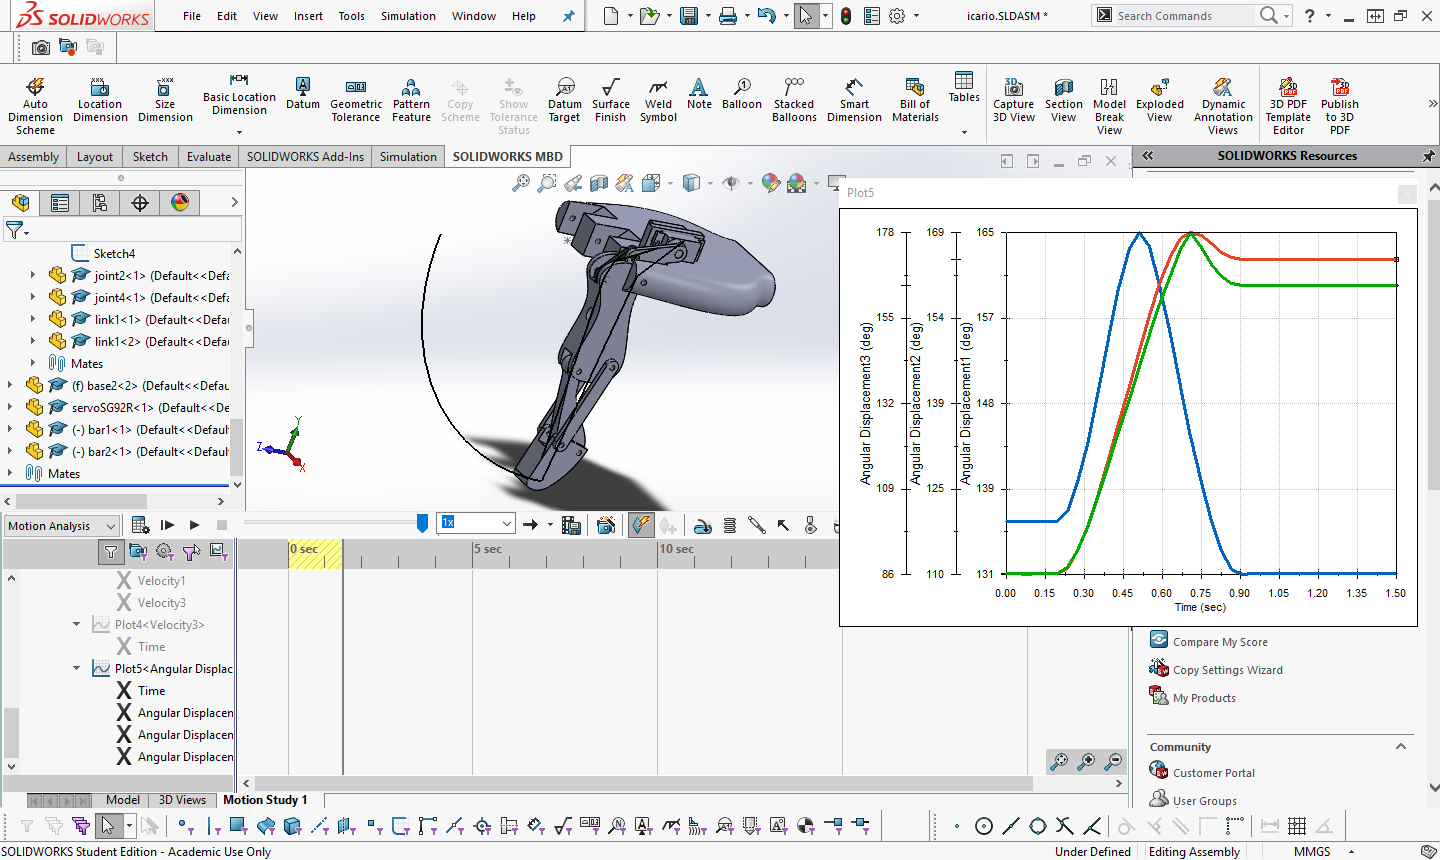 SOLIDWORKS
File Edit View Insert Tools Simulation Window Help
icario.SLDASM *
Search Commands
Auto Dimension Scheme
Location Dimension
Size Dimension
Basic Location Dimension
Datum
Geometric Tolerance
Pattern Feature
Copy Scheme
Show Tolerance Status
Datum Target
Surface Finish
Weld Symbol
Note
Balloon
Stacked Balloons
Smart Dimension
Bill of Materials
Tables
Capture 3D View
Section View
Model Break View
Exploded View
Dynamic Annotation Views
3D PDF Template Editor
Publish to 3D PDF
Assembly Layout Sketch Evaluate SOLIDWORKS Add-Ins Simulation SOLIDWORKS MBD
SOLIDWORKS Resources
Sketch4
joint2<1> (Default<<Defa
joint4<1> (Default<<Defa
link1<1> (Default<<Defau
link1<2> (Default<<Defau
Mates
(f) base2<2> (Default<<Defau
servoSG92R<1> (Default<<De
(-) bar1<1> (Default<<Defaul
(-) bar2<1> (Default<<Defaul
Mates
Y
Z
X
Plot5
178 169 165
155 154 157
132 139 148
109 125 139
86 110 131
Angular Displacement3 (deg)
Angular Displacement2 (deg)
Angular Displacement1 (deg)
0.00 0.15 0.30 0.45 0.60 0.75 0.90 1.05 1.20 1.35 1.50
Time (sec)
Motion Analysis
1x
0 sec 5 sec 10 sec
Velocity1
Velocity3
Plot4<Velocity3>
Time
Plot5<Angular Displac
Time
Angular Displacen
Angular Displacen
Angular Displacen
Compare My Score
Copy Settings Wizard
My Products
Community
Customer Portal
User Groups
Model 3D Views Motion Study 1
SOLIDWORKS Student Edition - Academic Use Only
Under Defined Editing Assembly MMGS